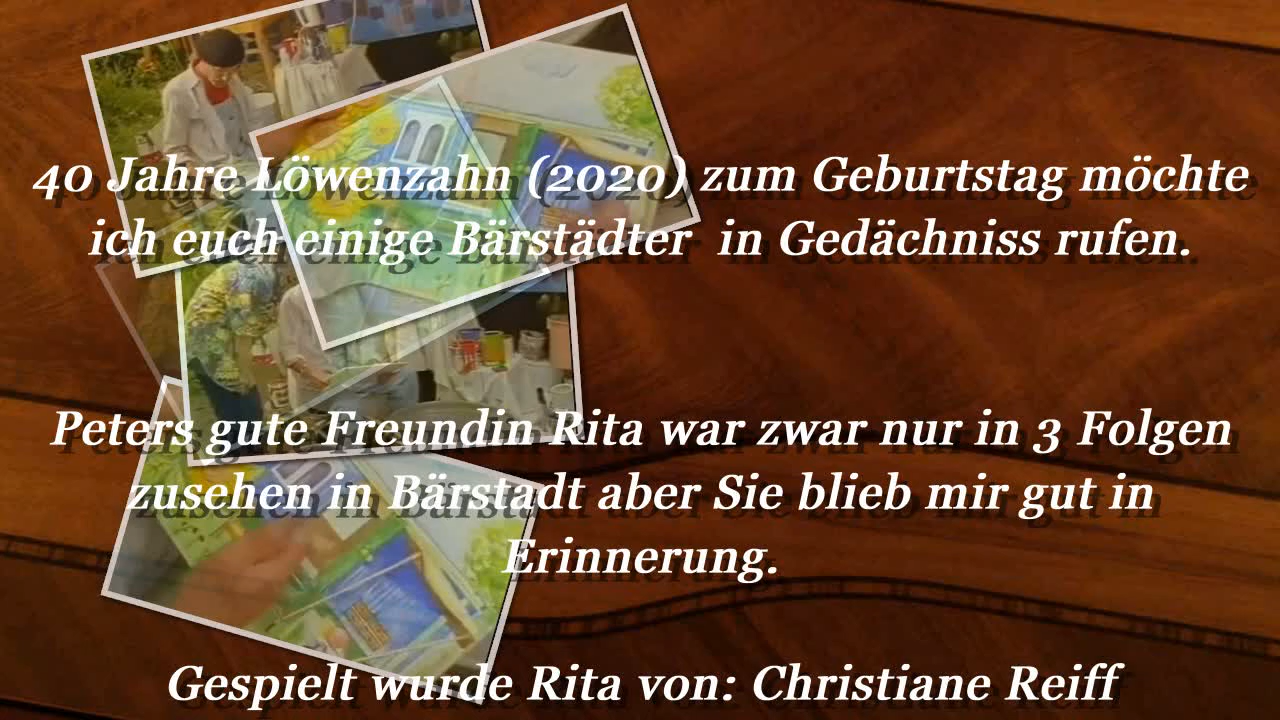 40 Jahre Löwenzahn (2020) zum Geburtstag möchte
ich euch einige Bärstädter in Gedächniss rufen.
Peters gute Freundin Rita war zwar nur in 3 Folgen
zusehen in Bärstadt aber Sie blieb mir gut in
Erinnerung.
Gespielt wurde Rita von: Christiane Reiff